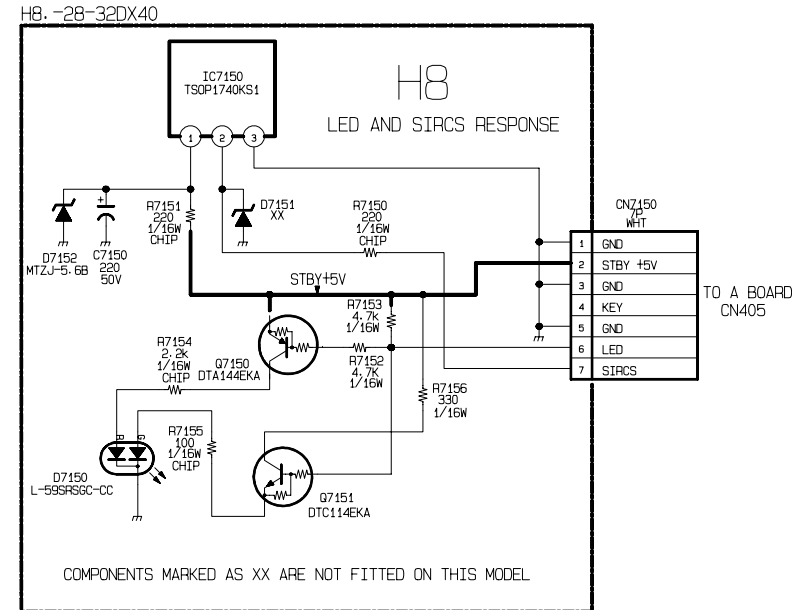 H8.-28-32DX40
IC7150
TSOP1740KS1
1
2
3
H8
LED AND SIRCS RESPONSE
D7152
MTZJ-5.6B
+
C7150
220
50V
R7151
220
1/16W
CHIP
D7151
XX
R7150
220
1/16W
CHIP
STBY+5V
CN7150
7P
WHT
1 GND
2 STBY +5V
3 GND
4 KEY
5 GND
6 LED
7 SIRCS
TO A BOARD
CN405
R7153
4.7k
1/16W
R7154
2.2k
1/16W
CHIP
Q7150
DTA144EKA
R7152
4.7K
1/16W
R7156
330
1/16W
R G
D7150
L-59SRSGC-CC
R7155
100
1/16W
CHIP
Q7151
DTC114EKA
COMPONENTS MARKED AS XX ARE NOT FITTED ON THIS MODEL